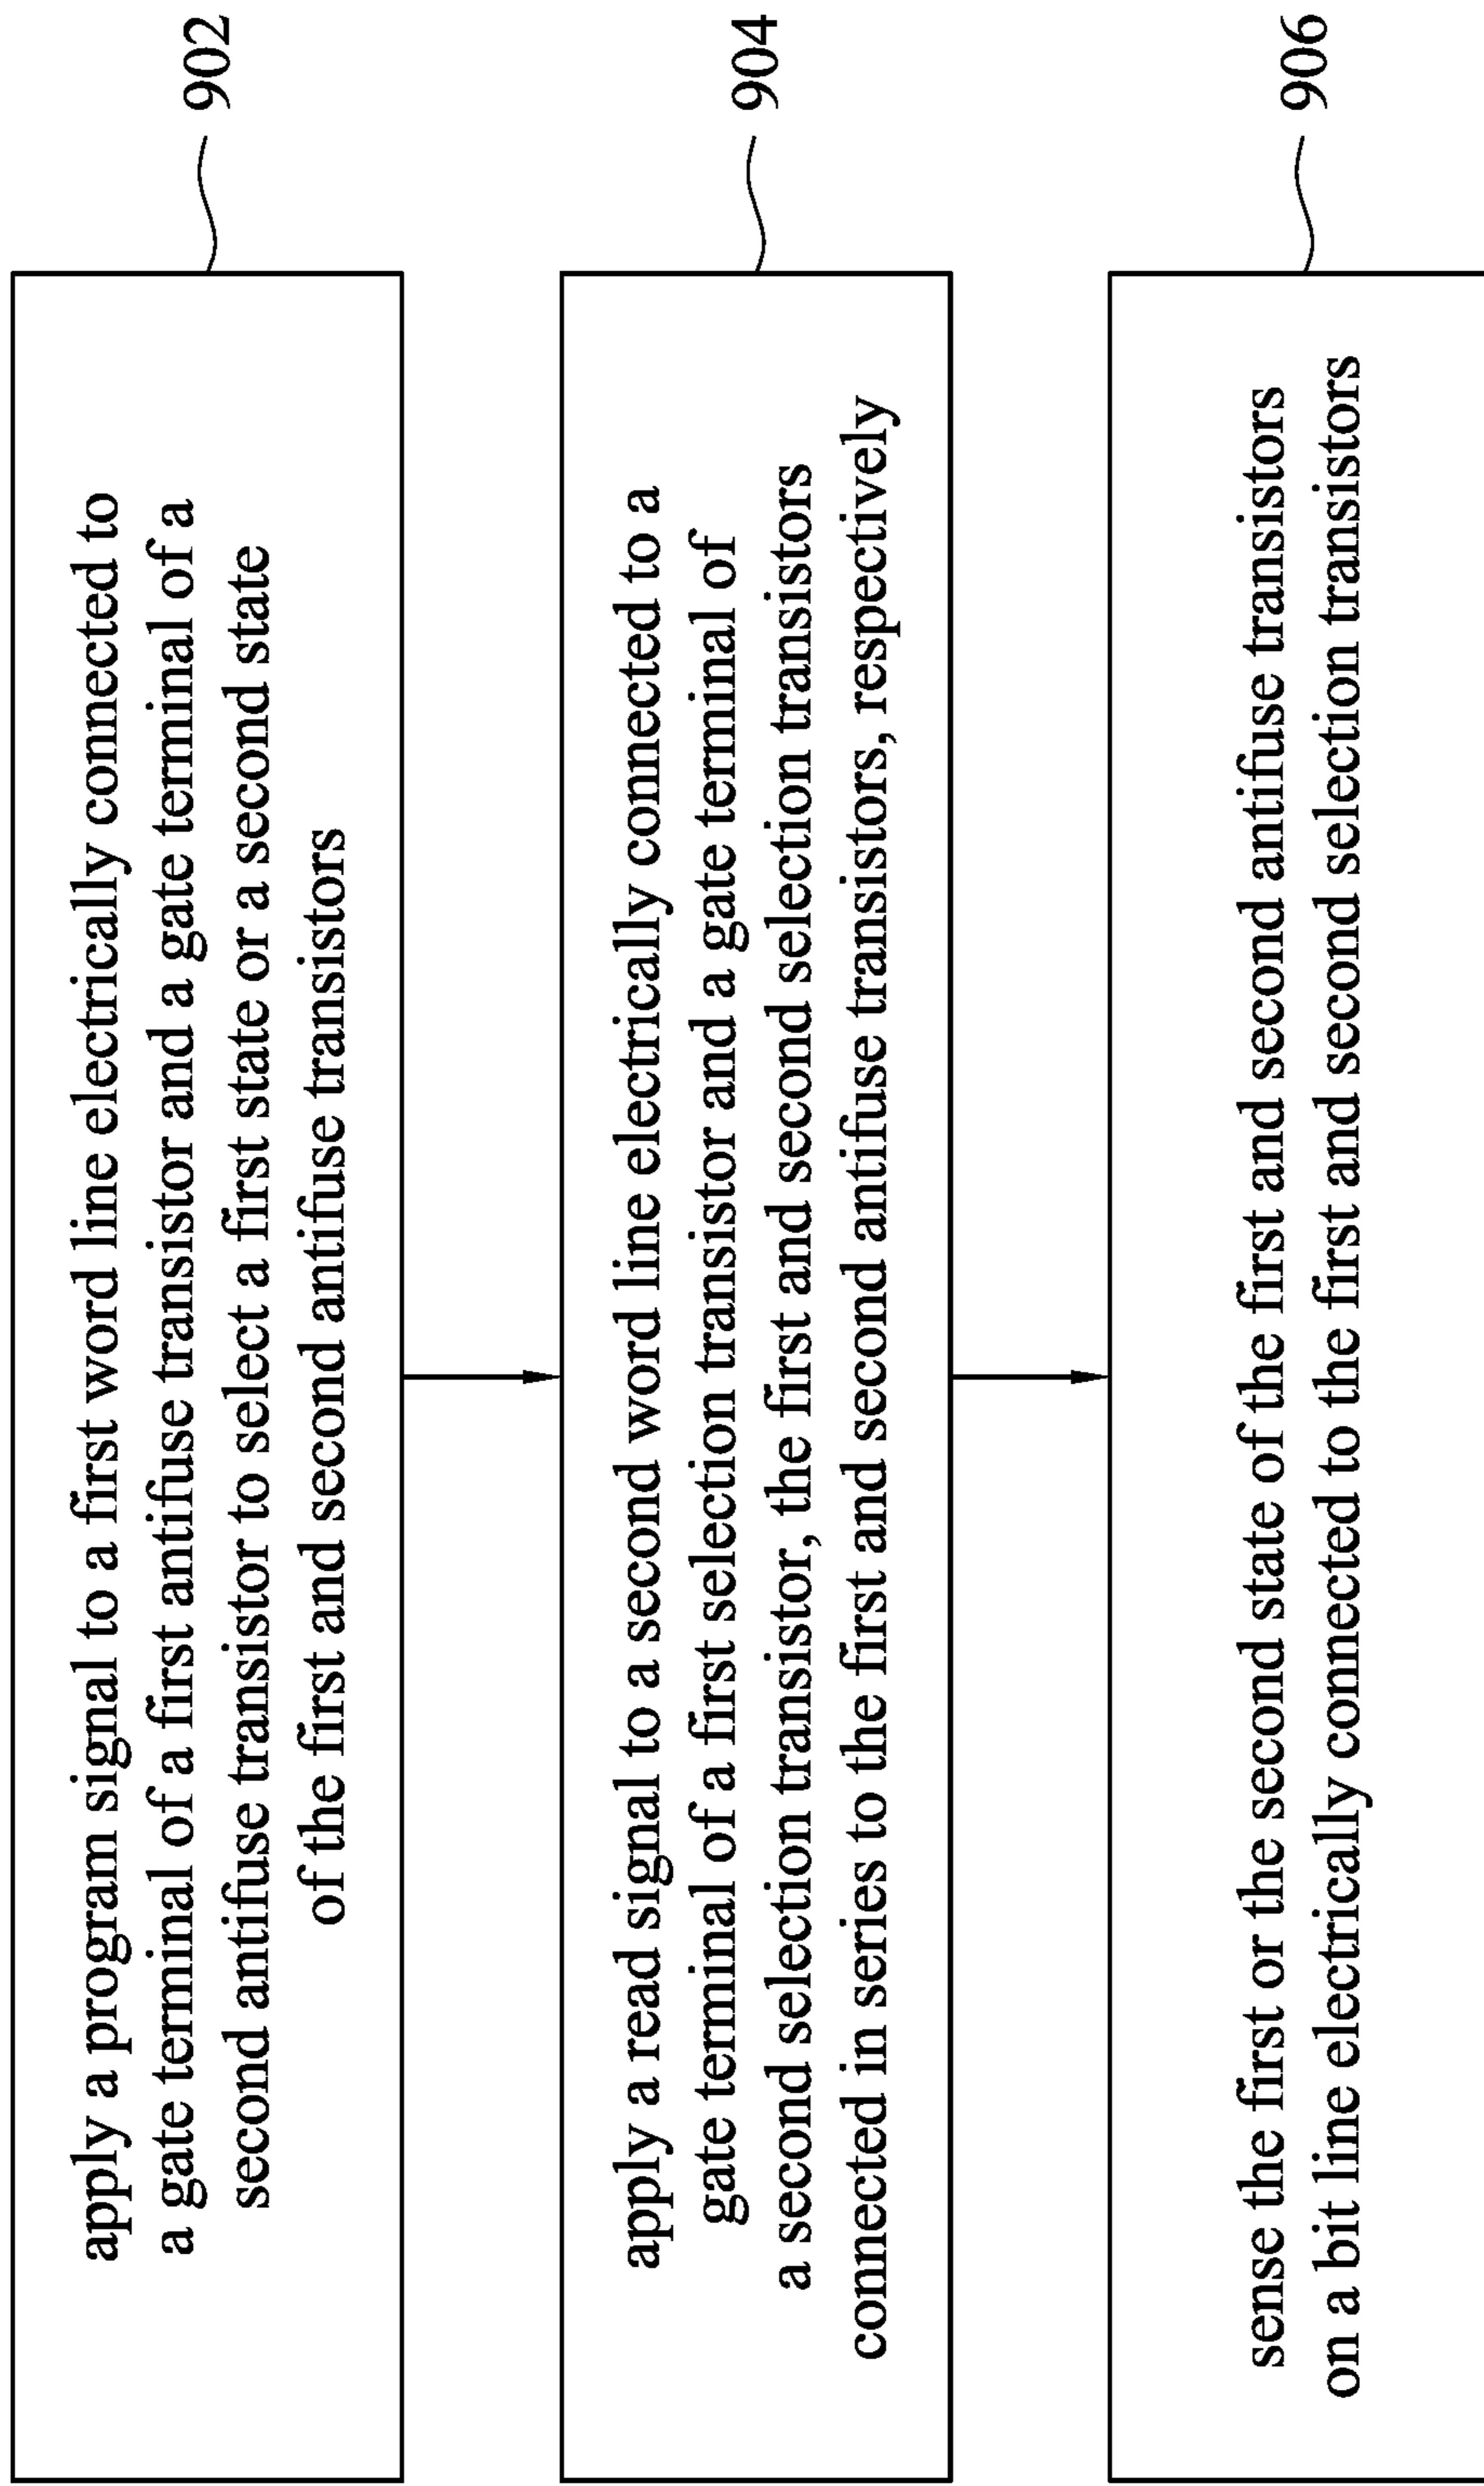 apply a program signal to a first word line electrically connected to
a gate terminal of a first antifuse transistor and a gate terminal of a
second antifuse transistor to select a first state or a second state
of the first and second antifuse transistors
902
apply a read signal to a second word line electrically connected to a
gate terminal of a first selection transistor and a gate terminal of
a second selection transistor, the first and second selection transistors
connected in series to the first and second antifuse transistors, respectively
904
sense the first or the second state of the first and second antifuse transistors
on a bit line electrically connected to the first and second selection transistors
906